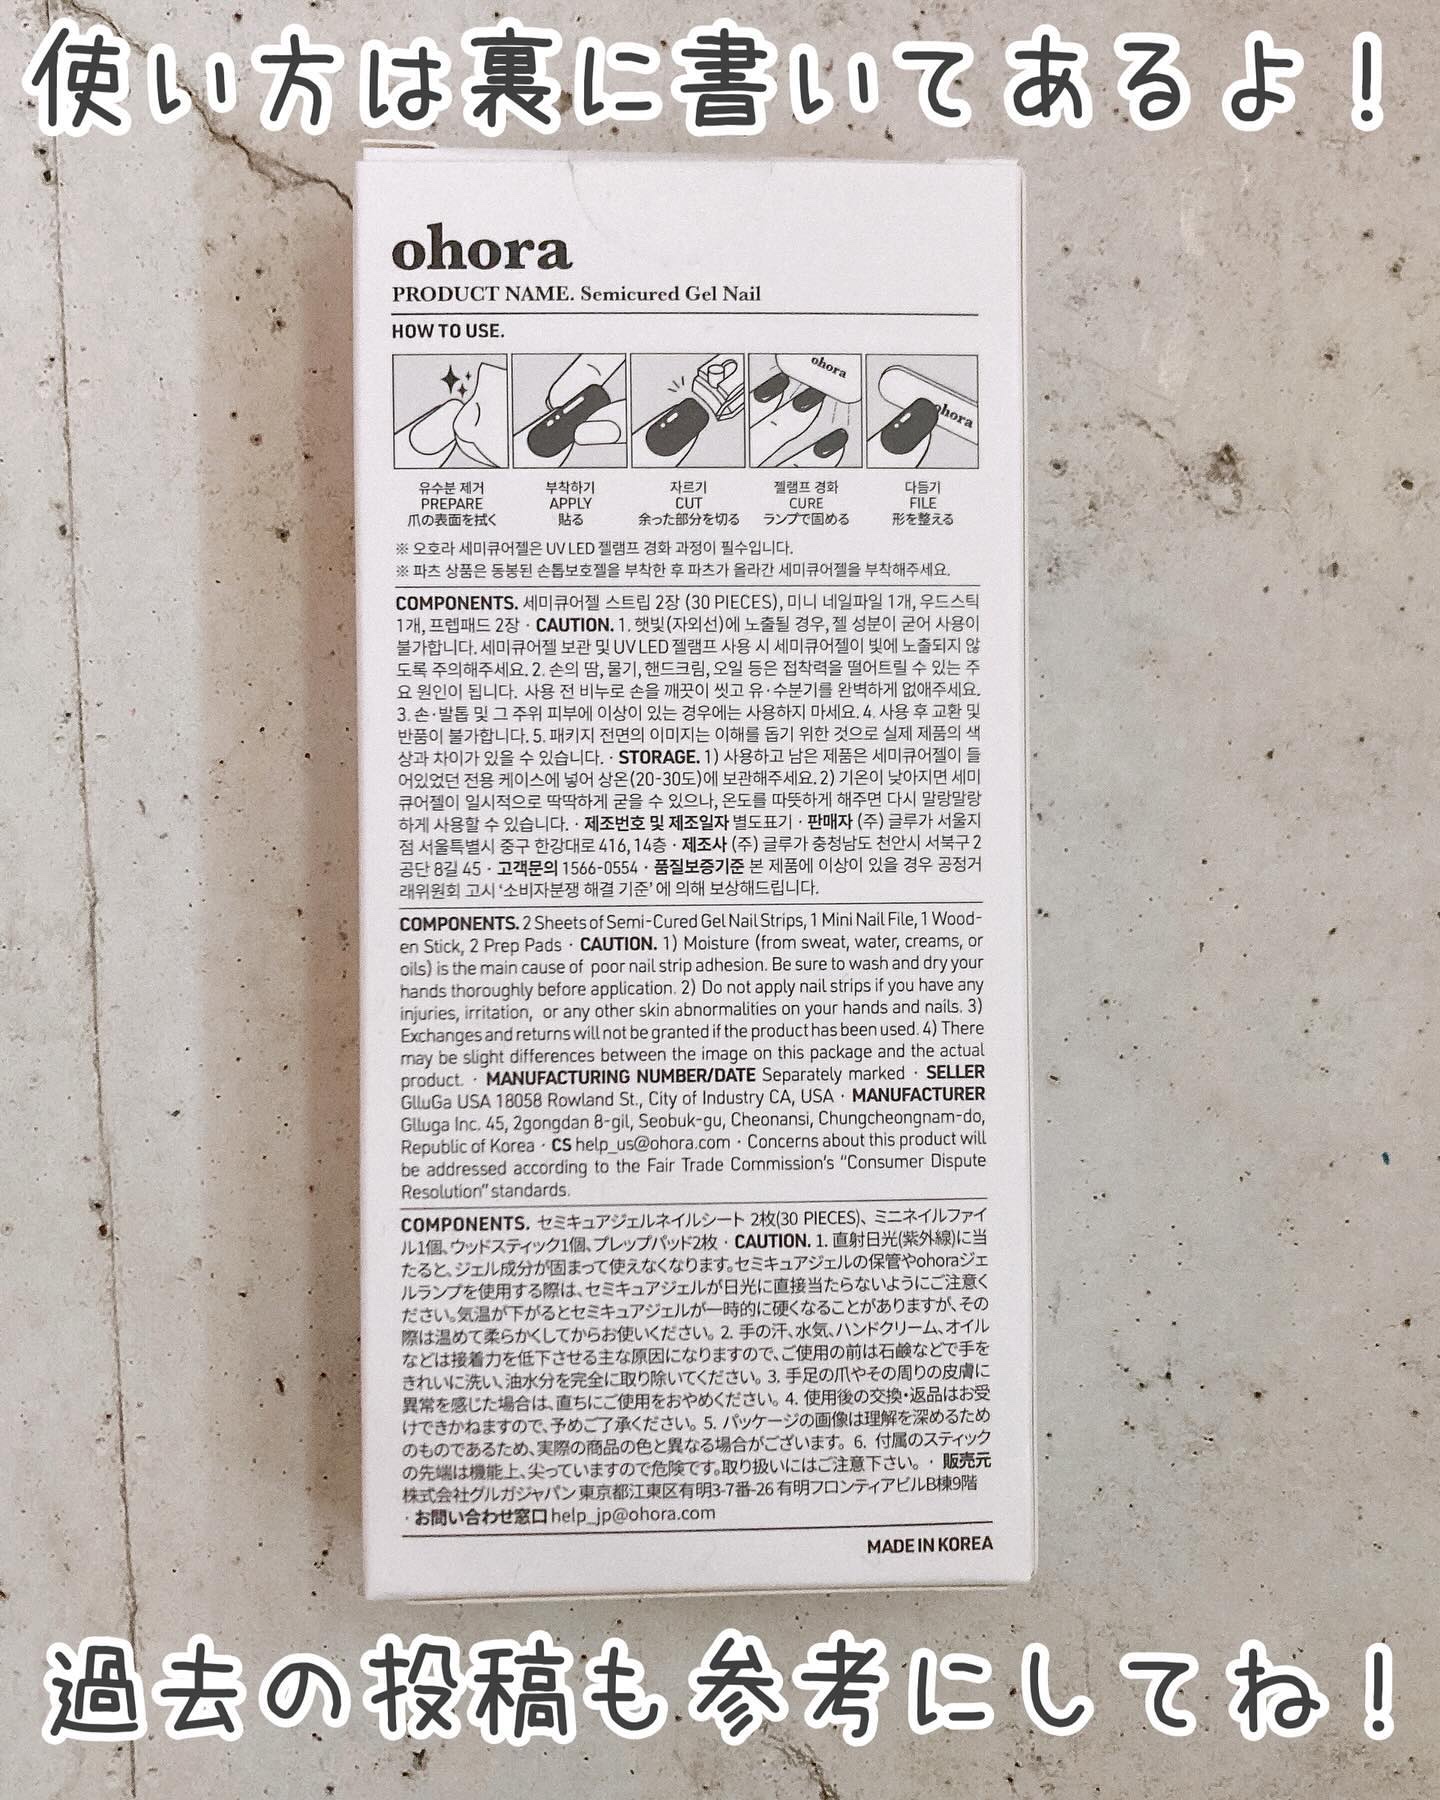 使い方は裏に書いてあるよ！
ohora
PRODUCT NAME. Semicured Gel Nail
HOW TO USE.
ohora
ohora
유수분 제거
PREPARE
爪の表面を拭く
부착하기
APPLY
貼る
자르기
CUT
余った部分を切る
젤램프 경화
CURE
ランプで固める
다듬기
FILE
形を整える
※ 오호라 세미큐어젤은 UV LED 젤램프 경화 과정이 필수입니다.
※ 파츠 상품은 동봉된 손톱보호젤을 부착한 후 파츠가 올라간 세미큐어젤을 부착해주세요.
COMPONENTS. 세미큐어젤 스트립 2장 (30 PIECES), 미니 네일파일 1개, 우드스틱
1개, 프렙패드 2장 · CAUTION. 1. 햇빛(자외선)에 노출될 경우, 젤 성분이 굳어 사용이
불가합니다. 세미큐어젤 보관 및 UV LED 젤램프 사용 시 세미큐어젤이 빛에 노출되지 않
도록 주의해주세요. 2. 손의 땀, 물기, 핸드크림, 오일 등은 접착력을 떨어트릴 수 있는 주
요 원인이 됩니다. 사용 전 비누로 손을 깨끗이 씻고 유·수분기를 완벽하게 없애주세요.
3. 손·발톱 및 그 주위 피부에 이상이 있는 경우에는 사용하지 마세요. 4. 사용 후 교환 및
반품이 불가합니다. 5. 패키지 전면의 이미지는 이해를 돕기 위한 것으로 실제 제품의 색
상과 차이가 있을 수 있습니다. · STORAGE. 1) 사용하고 남은 제품은 세미큐어젤이 들
어있었던 전용 케이스에 넣어 상온(20-30도)에 보관해주세요. 2) 기온이 낮아지면 세미
큐어젤이 일시적으로 딱딱하게 굳을 수 있으나, 온도를 따뜻하게 해주면 다시 말랑말랑
하게 사용할 수 있습니다. · 제조번호 및 제조일자 별도표기 · 판매자 (주) 글루가 서울지
점 서울특별시 중구 한강대로 416, 14층 · 제조사 (주) 글루가 충청남도 천안시 서북구 2
공단 8길 45 · 고객문의 1566-0554 · 품질보증기준 본 제품에 이상이 있을 경우 공정거
래위원회 고시 '소비자분쟁 해결 기준' 에 의해 보상해드립니다.
COMPONENTS. 2 Sheets of Semi-Cured Gel Nail Strips, 1 Mini Nail File, 1 Wood-
en Stick, 2 Prep Pads · CAUTION. 1) Moisture (from sweat, water, creams, or
oils) is the main cause of poor nail strip adhesion. Be sure to wash and dry your
hands thoroughly before application. 2) Do not apply nail strips if you have any
injuries, irritation, or any other skin abnormalities on your hands and nails. 3)
Exchanges and returns will not be granted if the product has been used. 4) There
may be slight differences between the image on this package and the actual
product. · MANUFACTURING NUMBER/DATE Separately marked · SELLER
GlluGa USA 18058 Rowland St., City of Industry CA, USA · MANUFACTURER
Glluga Inc. 45, 2gongdan 8-gil, Seobuk-gu, Cheonansi, Chungcheongnam-do,
Republic of Korea · CS help_us@ohora.com · Concerns about this product will
be addressed according to the Fair Trade Commission's "Consumer Dispute
Resolution" standards.
COMPONENTS. セミキュアジェルネイルシート 2枚(30 PIECES)、ミニネイルファイ
ル1個、ウッドスティック1個、プレップパッド2枚 · CAUTION. 1. 直射日光(紫外線)に当
たると、ジェル成分が固まって使えなくなります。セミキュアジェルの保管やohoraジェ
ルランプを使用する際は、セミキュアジェルが日光に直接当たらないようにご注意く
ださい。気温が下がるとセミキュアジェルが一時的に硬くなることがありますが、その
際は温めて柔らかくしてからお使いください。 2. 手の汗、水気、ハンドクリーム、オイル
などは接着力を低下させる主な原因になりますので、ご使用の前は石鹸などで手を
きれいに洗い、油水分を完全に取り除いてください。 3. 手足の爪やその周りの皮膚に
異常を感じた場合は、直ちにご使用をおやめください。 4. 使用後の交換・返品はお受
けできかねますので、予めご了承ください。 5. パッケージの画像は理解を深めるため
のものであるため、実際の商品の色と異なる場合がございます。 6. 付属のスティック
の先端は機能上、尖っていますので危険です。取り扱いにはご注意下さい。 · 販売元
株式会社グルガジャパン 東京都江東区有明3-7番-26 有明フロンティアビルB棟9階
· お問い合わせ窓口 help_jp@ohora.com
MADE IN KOREA
過去の投稿も参考にしてね！